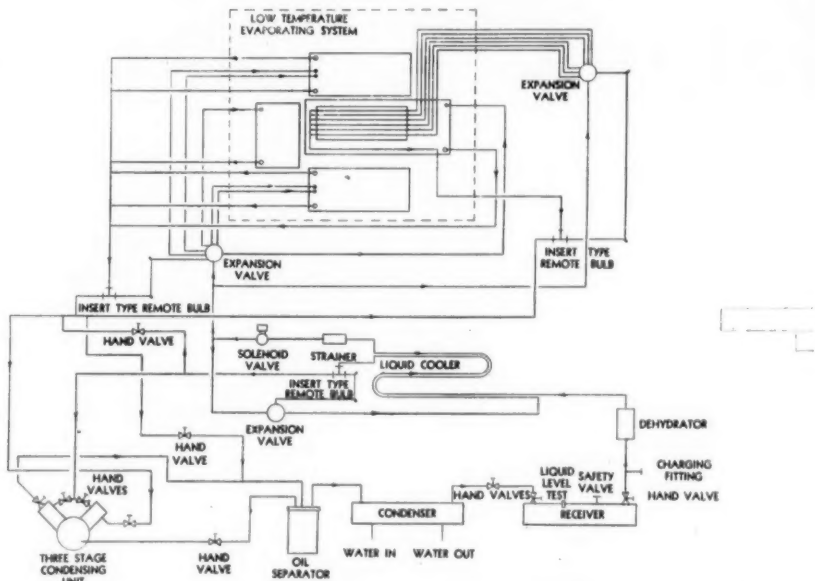 LOW TEMPERATURE
EVAPORATING SYSTEM
EXPANSION
VALVE
EXPANSION
VALVE
INSERT TYPE
REMOTE BULB
INSERT TYPE REMOTE BULB
HAND VALVE
SOLENOID
VALVE
STRAINER
LIQUID COOLER
INSERT TYPE
REMOTE BULB
EXPANSION
VALVE
DEHYDRATOR
HAND
VALVE
CHARGING
FITTING
HAND
VALVES
HAND VALVES
LIQUID
LEVEL
TEST
SAFETY
VALVE
HAND VALVE
CONDENSER
RECEIVER
THREE STAGE
CONDENSING
UNIT
HAND
VALVE
OIL
SEPARATOR
WATER IN
WATER OUT